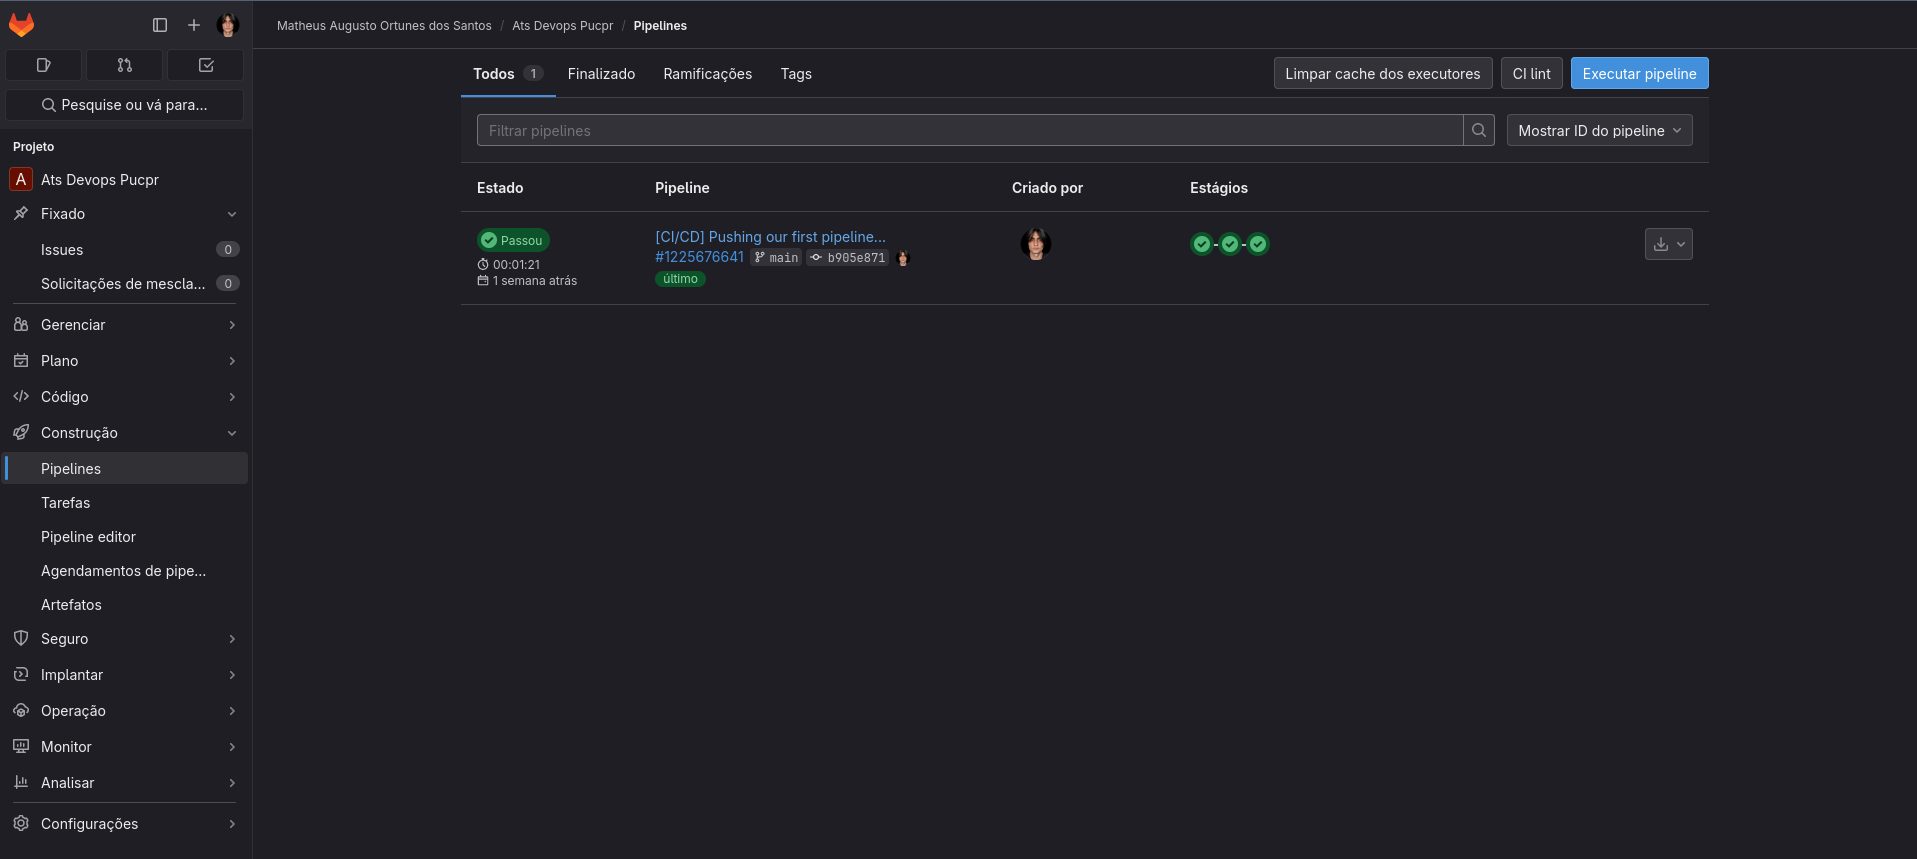 Matheus Augusto Ortunes dos Santos / Ats Devops Pucpr / Pipelines
Pesquise ou vá para...
Projeto
A Ats Devops Pucpr
Fixado
Issues 0
Solicitações de mescla... 0
Gerenciar
Plano
Código
Construção
Pipelines
Tarefas
Pipeline editor
Agendamentos de pipe...
Artefatos
Seguro
Implantar
Operação
Monitor
Analisar
Configurações
Todos 1 Finalizado Ramificações Tags
Limpar cache dos executores CI lint Executar pipeline
Filtrar pipelines Mostrar ID do pipeline
Estado Pipeline Criado por Estágios
Passou
00:01:21
1 semana atrás
[CI/CD] Pushing our first pipeline...
#1225676641 main b905e871
último